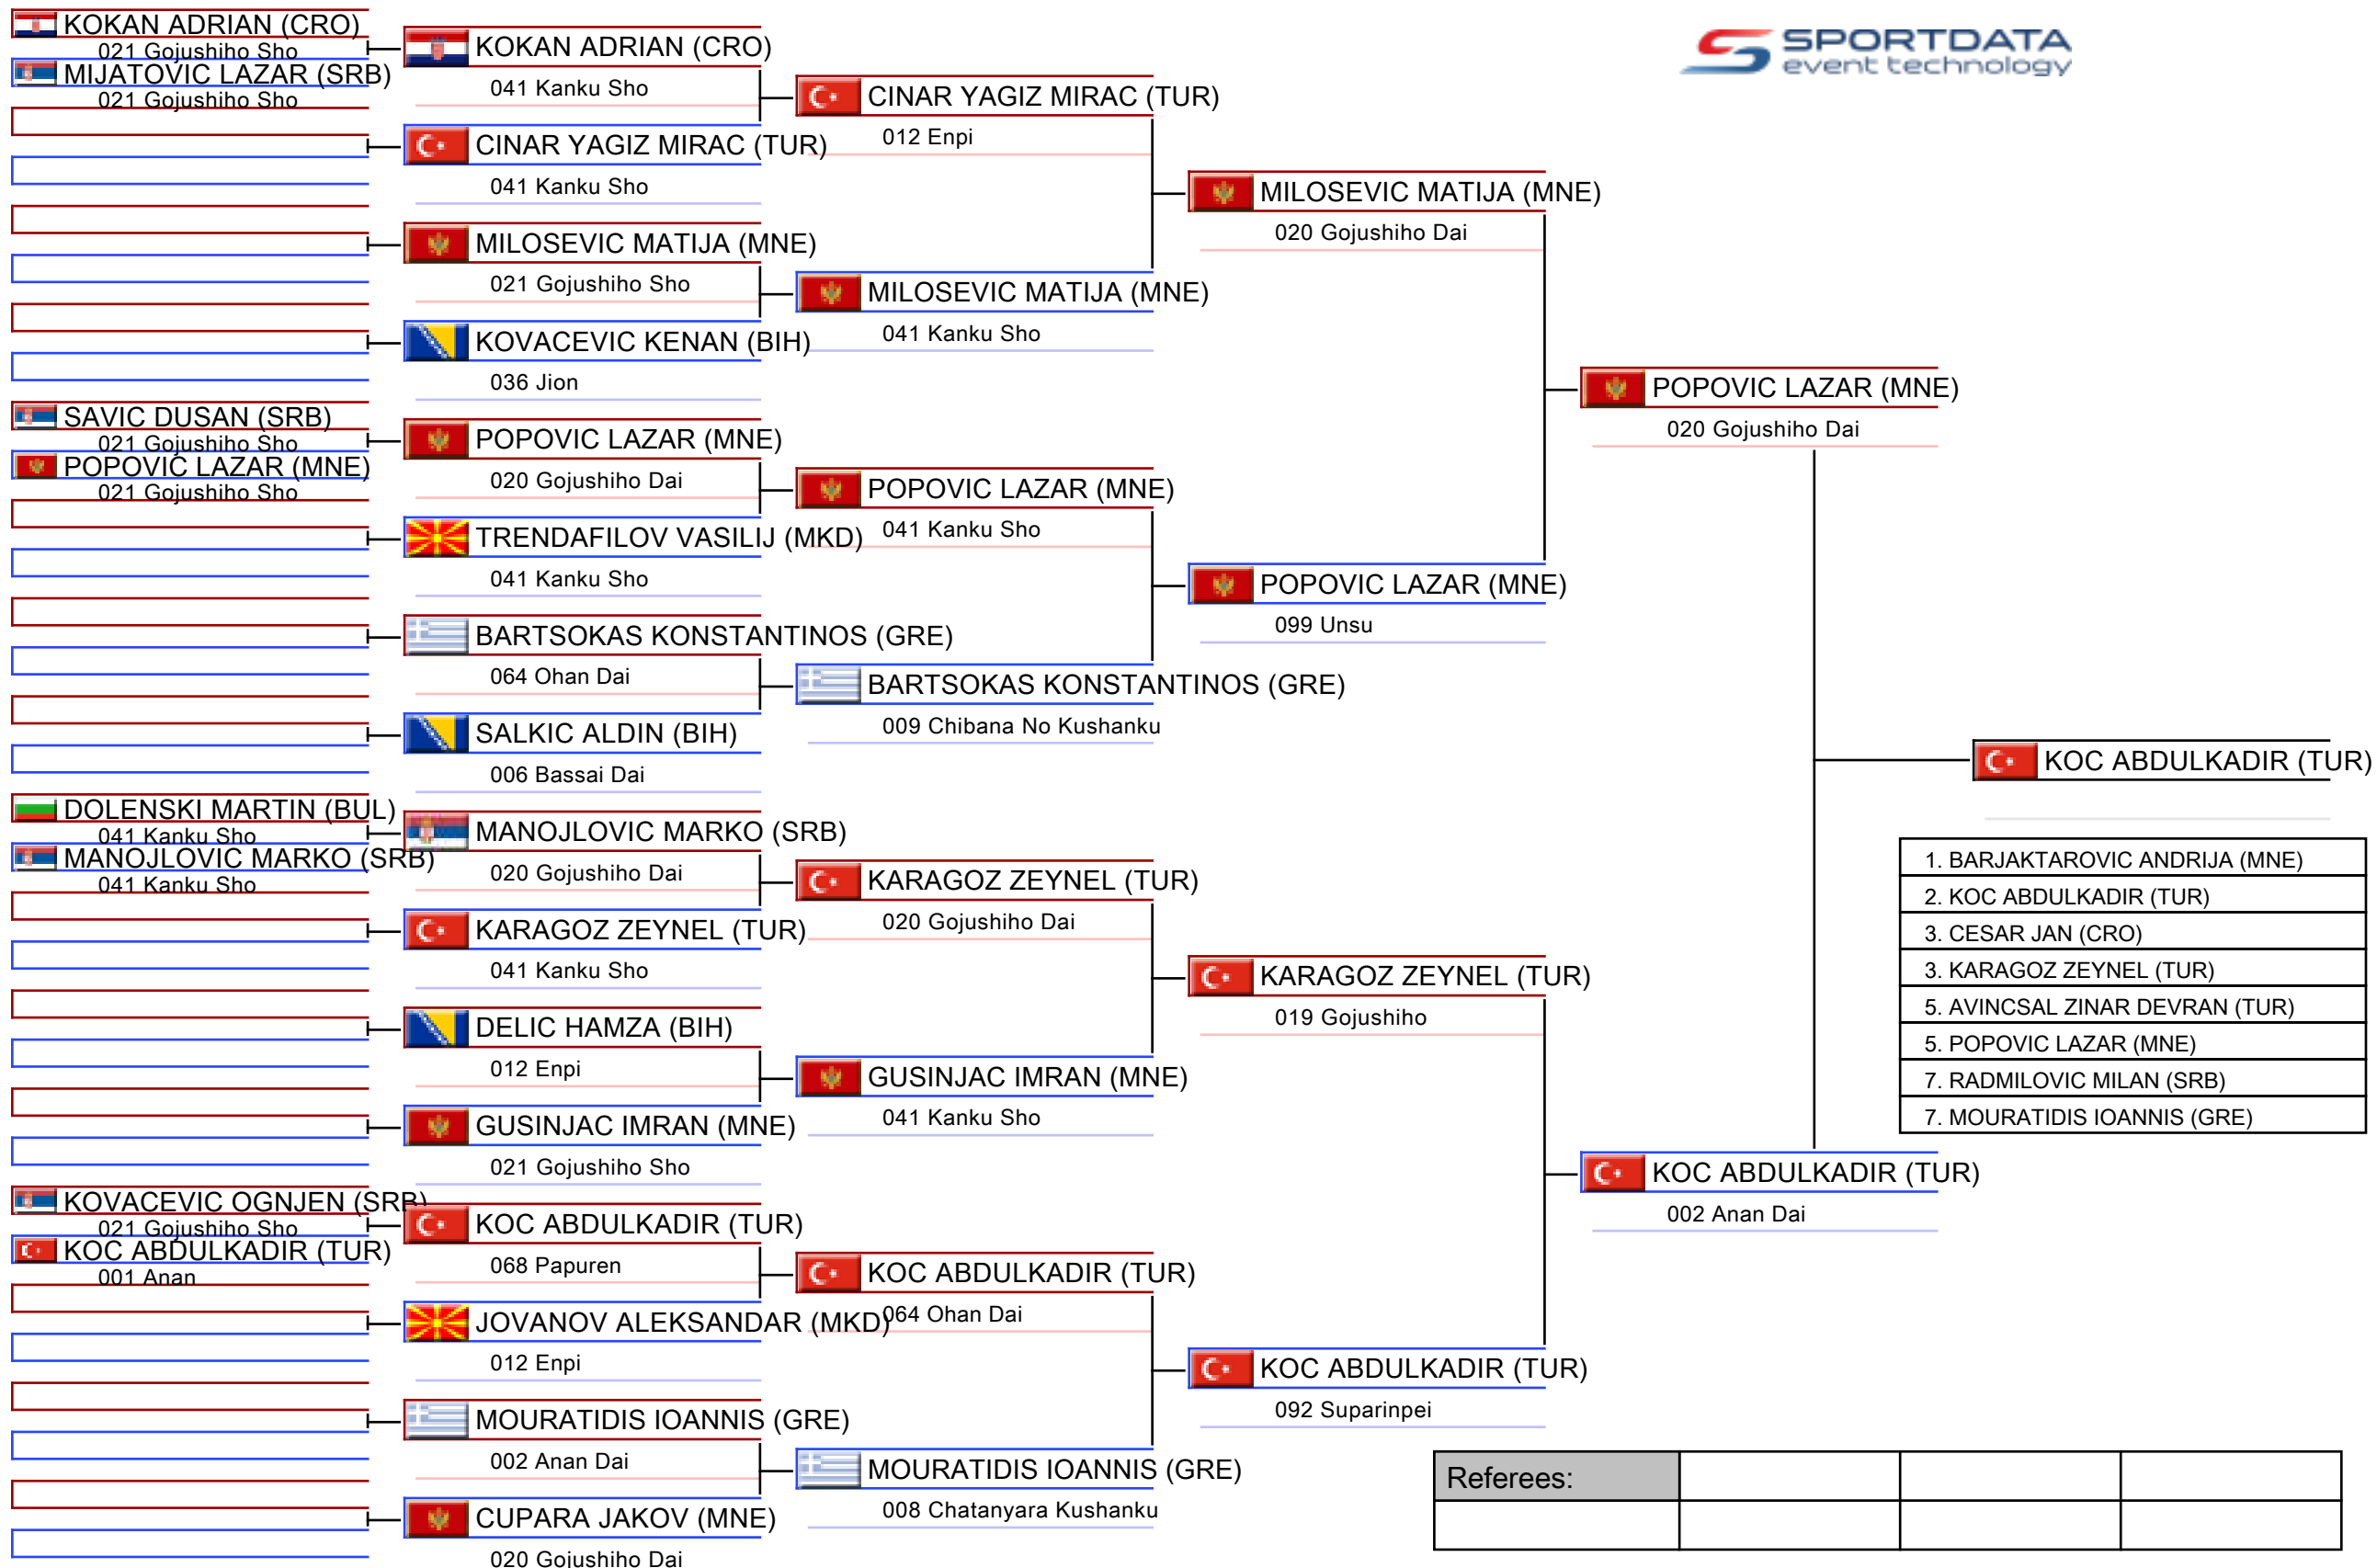 SPORTDATA
event technology
KOKAN ADRIAN (CRO)
021 Gojushiho Sho
MIJATOVIC LAZAR (SRB)
021 Gojushiho Sho
SAVIC DUSAN (SRB)
021 Gojushiho Sho
POPOVIC LAZAR (MNE)
021 Gojushiho Sho
DOLENSKI MARTIN (BUL)
041 Kanku Sho
MANOJLOVIC MARKO (SRB)
041 Kanku Sho
KOVACEVIC OGNJEN (SRB)
021 Gojushiho Sho
KOC ABDULKADIR (TUR)
001 Anan
KOKAN ADRIAN (CRO)
041 Kanku Sho
CINAR YAGIZ MIRAC (TUR)
041 Kanku Sho
MILOSEVIC MATIJA (MNE)
021 Gojushiho Sho
KOVACEVIC KENAN (BIH)
036 Jion
POPOVIC LAZAR (MNE)
020 Gojushiho Dai
TRENDAFILOV VASILIJ (MKD)
041 Kanku Sho
BARTSOKAS KONSTANTINOS (GRE)
064 Ohan Dai
SALKIC ALDIN (BIH)
006 Bassai Dai
MANOJLOVIC MARKO (SRB)
020 Gojushiho Dai
KARAGOZ ZEYNEL (TUR)
041 Kanku Sho
DELIC HAMZA (BIH)
012 Enpi
GUSINJAC IMRAN (MNE)
021 Gojushiho Sho
KOC ABDULKADIR (TUR)
068 Papuren
JOVANOV ALEKSANDAR (MKD)
012 Enpi
MOURATIDIS IOANNIS (GRE)
002 Anan Dai
CUPARA JAKOV (MNE)
020 Gojushiho Dai
CINAR YAGIZ MIRAC (TUR)
012 Enpi
MILOSEVIC MATIJA (MNE)
041 Kanku Sho
POPOVIC LAZAR (MNE)
041 Kanku Sho
BARTSOKAS KONSTANTINOS (GRE)
009 Chibana No Kushanku
KARAGOZ ZEYNEL (TUR)
020 Gojushiho Dai
GUSINJAC IMRAN (MNE)
041 Kanku Sho
KOC ABDULKADIR (TUR)
064 Ohan Dai
MOURATIDIS IOANNIS (GRE)
008 Chatanyara Kushanku
MILOSEVIC MATIJA (MNE)
020 Gojushiho Dai
POPOVIC LAZAR (MNE)
099 Unsu
KARAGOZ ZEYNEL (TUR)
019 Gojushiho
KOC ABDULKADIR (TUR)
092 Suparinpei
POPOVIC LAZAR (MNE)
020 Gojushiho Dai
KOC ABDULKADIR (TUR)
002 Anan Dai
KOC ABDULKADIR (TUR)
1. BARJAKTAROVIC ANDRIJA (MNE)
2. KOC ABDULKADIR (TUR)
3. CESAR JAN (CRO)
3. KARAGOZ ZEYNEL (TUR)
5. AVINCSAL ZINAR DEVRAN (TUR)
5. POPOVIC LAZAR (MNE)
7. RADMILOVIC MILAN (SRB)
7. MOURATIDIS IOANNIS (GRE)
Referees: